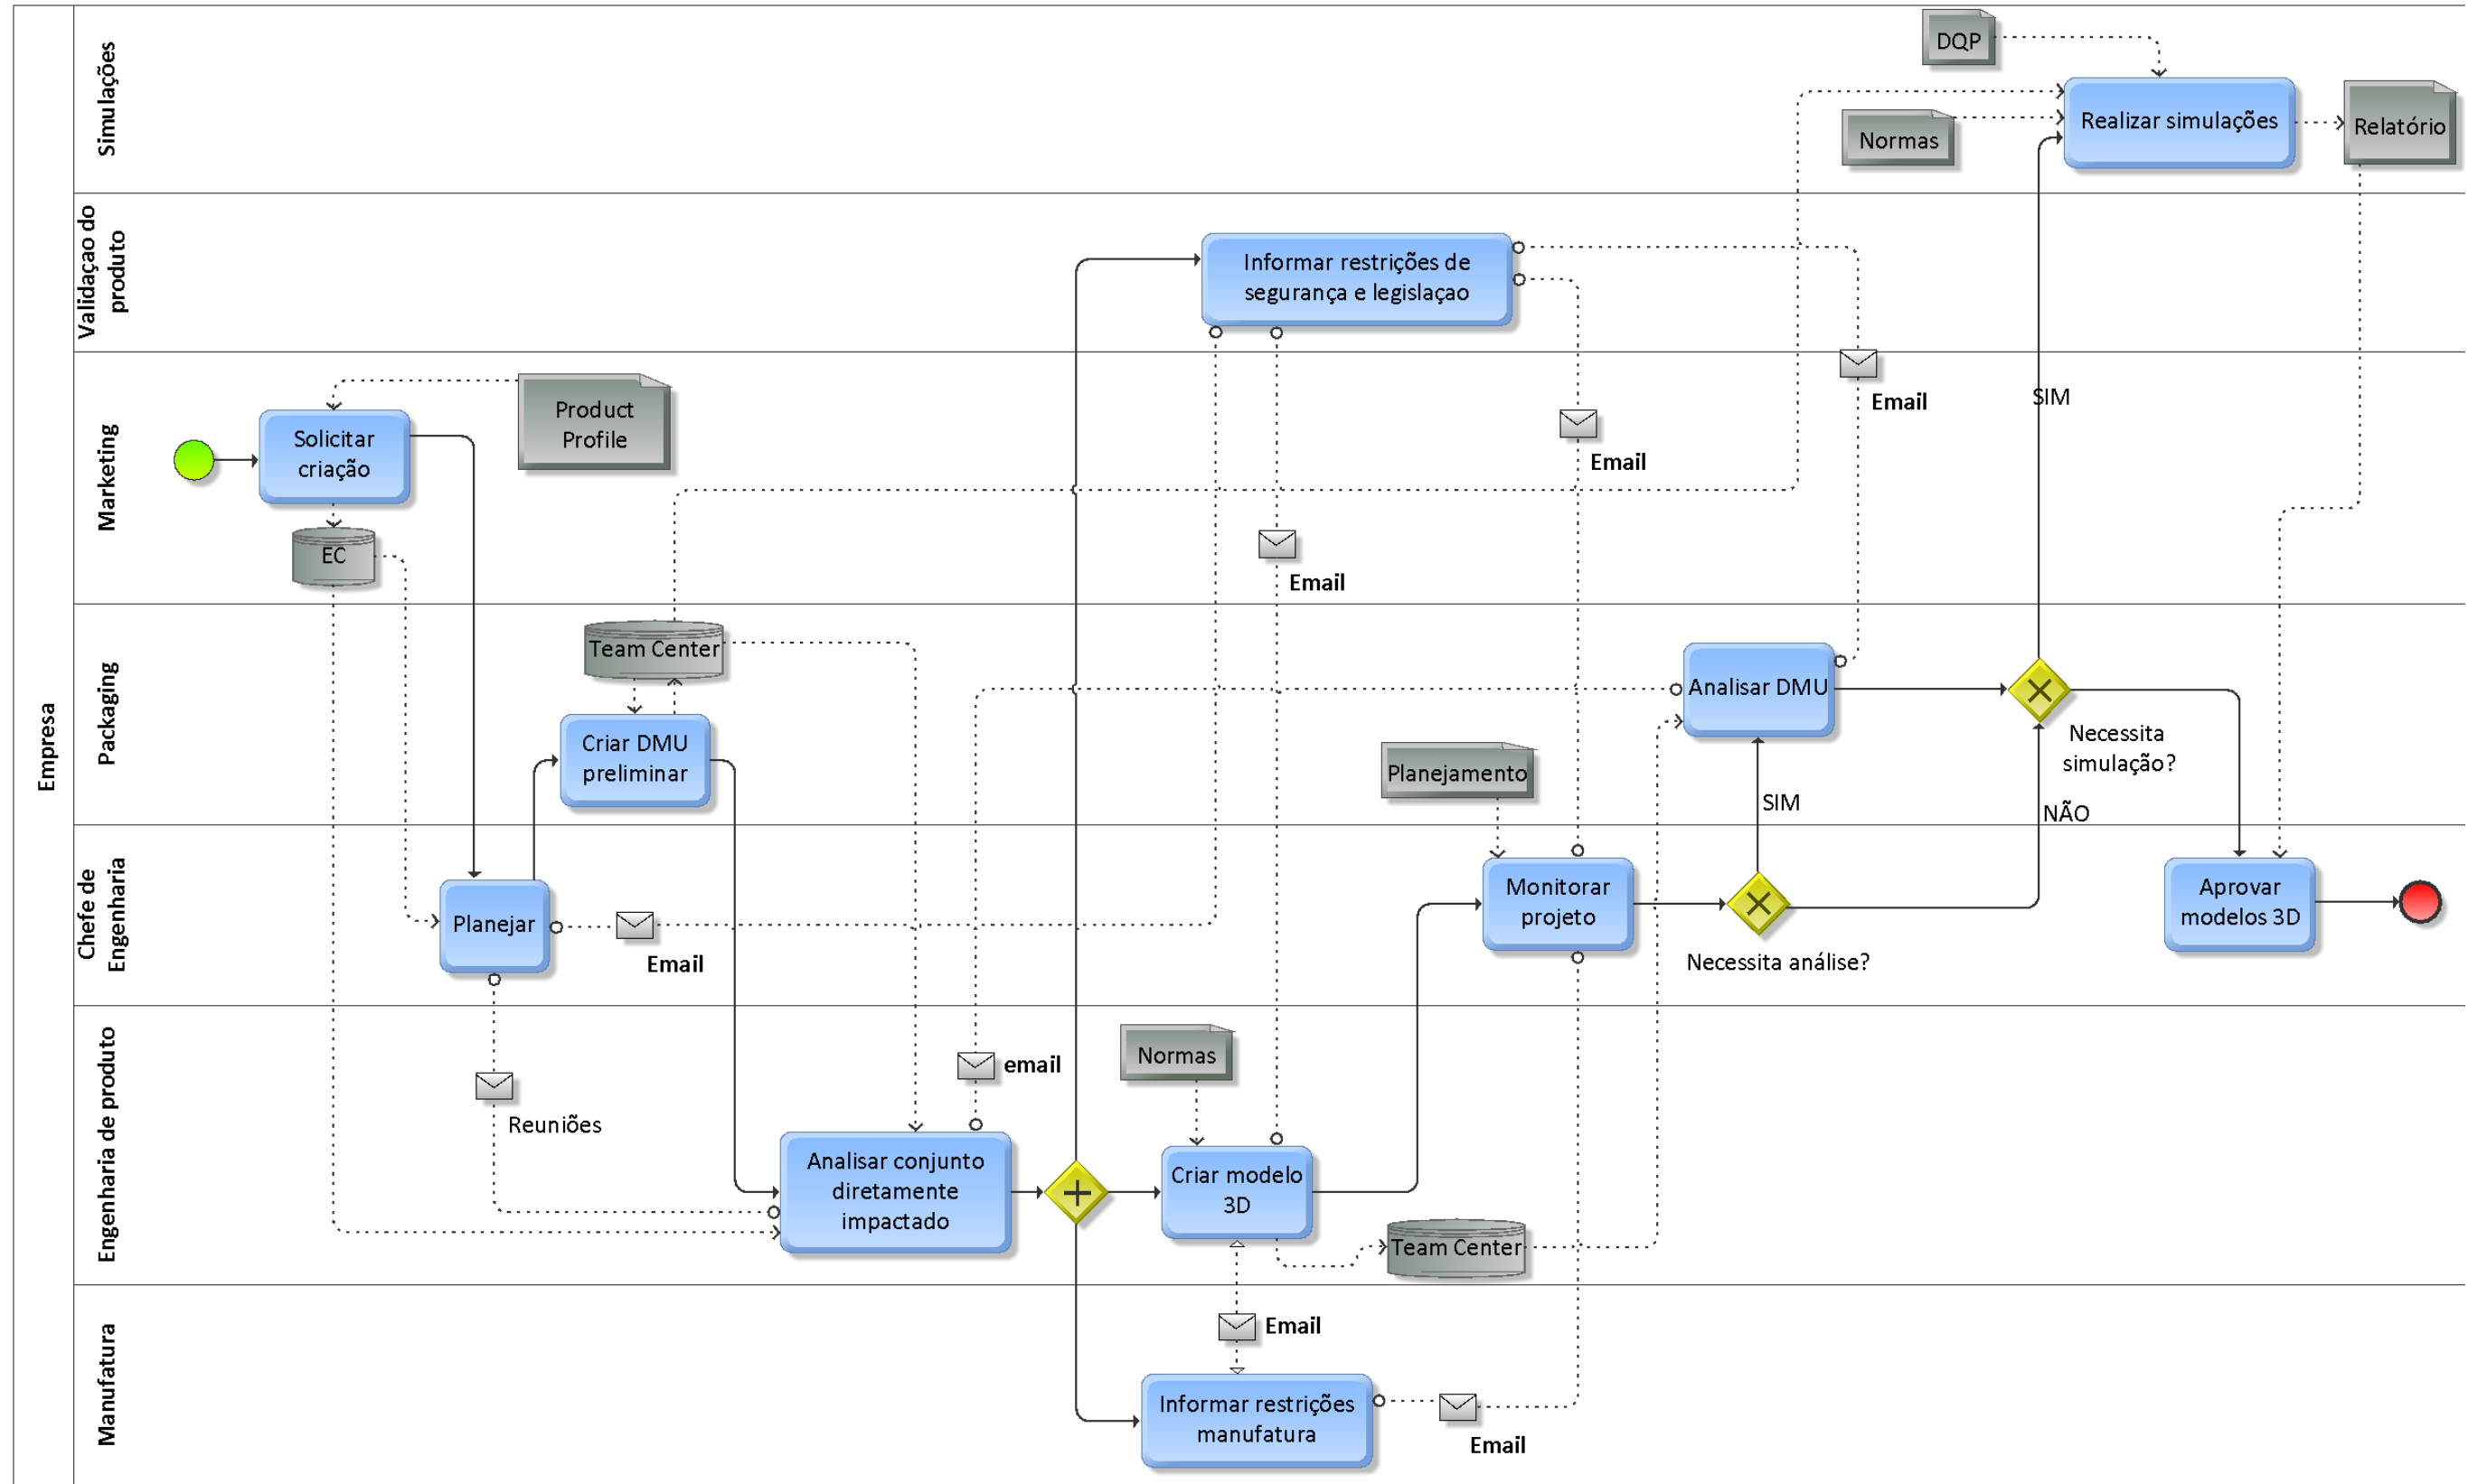 Empresa
Simulações
DQP
Normas
Realizar simulações
Relatório
Validaçao do
produto
Informar restrições de
segurança e legislaçao
Marketing
Solicitar
criação
Product
Profile
EC
Email
Email
Email
SIM
Packaging
Team Center
Criar DMU
preliminar
Planejamento
Analisar DMU
SIM
Necessita
simulação?
NÃO
Chefe de
Engenharia
Planejar
Email
Monitorar
projeto
Necessita análise?
Aprovar
modelos 3D
Engenharia de produto
Reuniões
email
Analisar conjunto
diretamente
impactado
Normas
Criar modelo
3D
Team Center
Manufatura
Email
Informar restrições
manufatura
Email